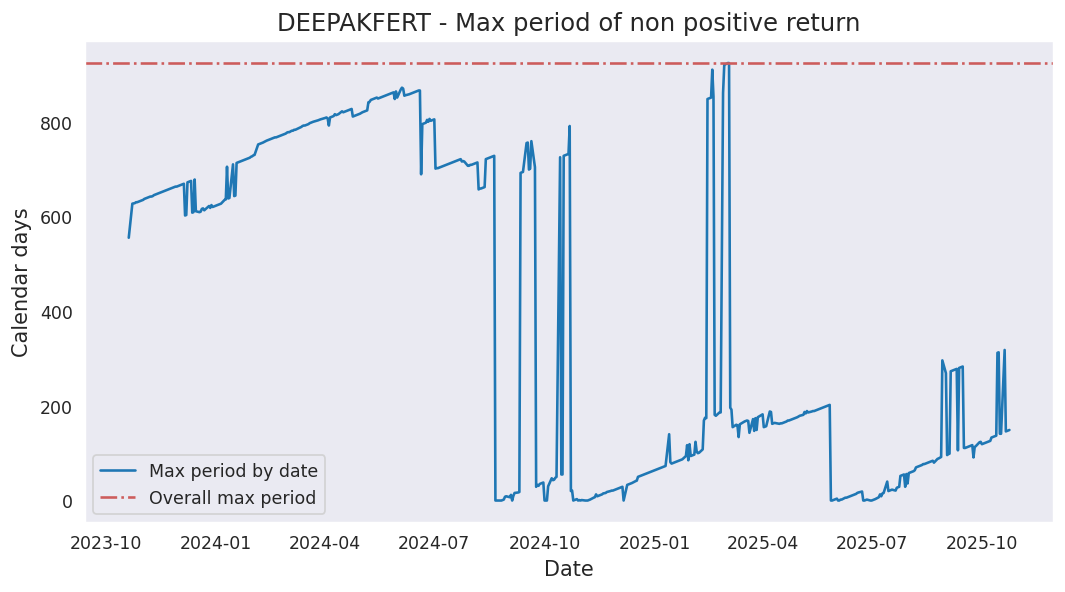 DEEPAKFERT - Max period of non positive return
Calendar days
800
600
400
200
0
Max period by date
Overall max period
2023-10 2024-01 2024-04 2024-07 2024-10 2025-01 2025-04 2025-07 2025-10
Date